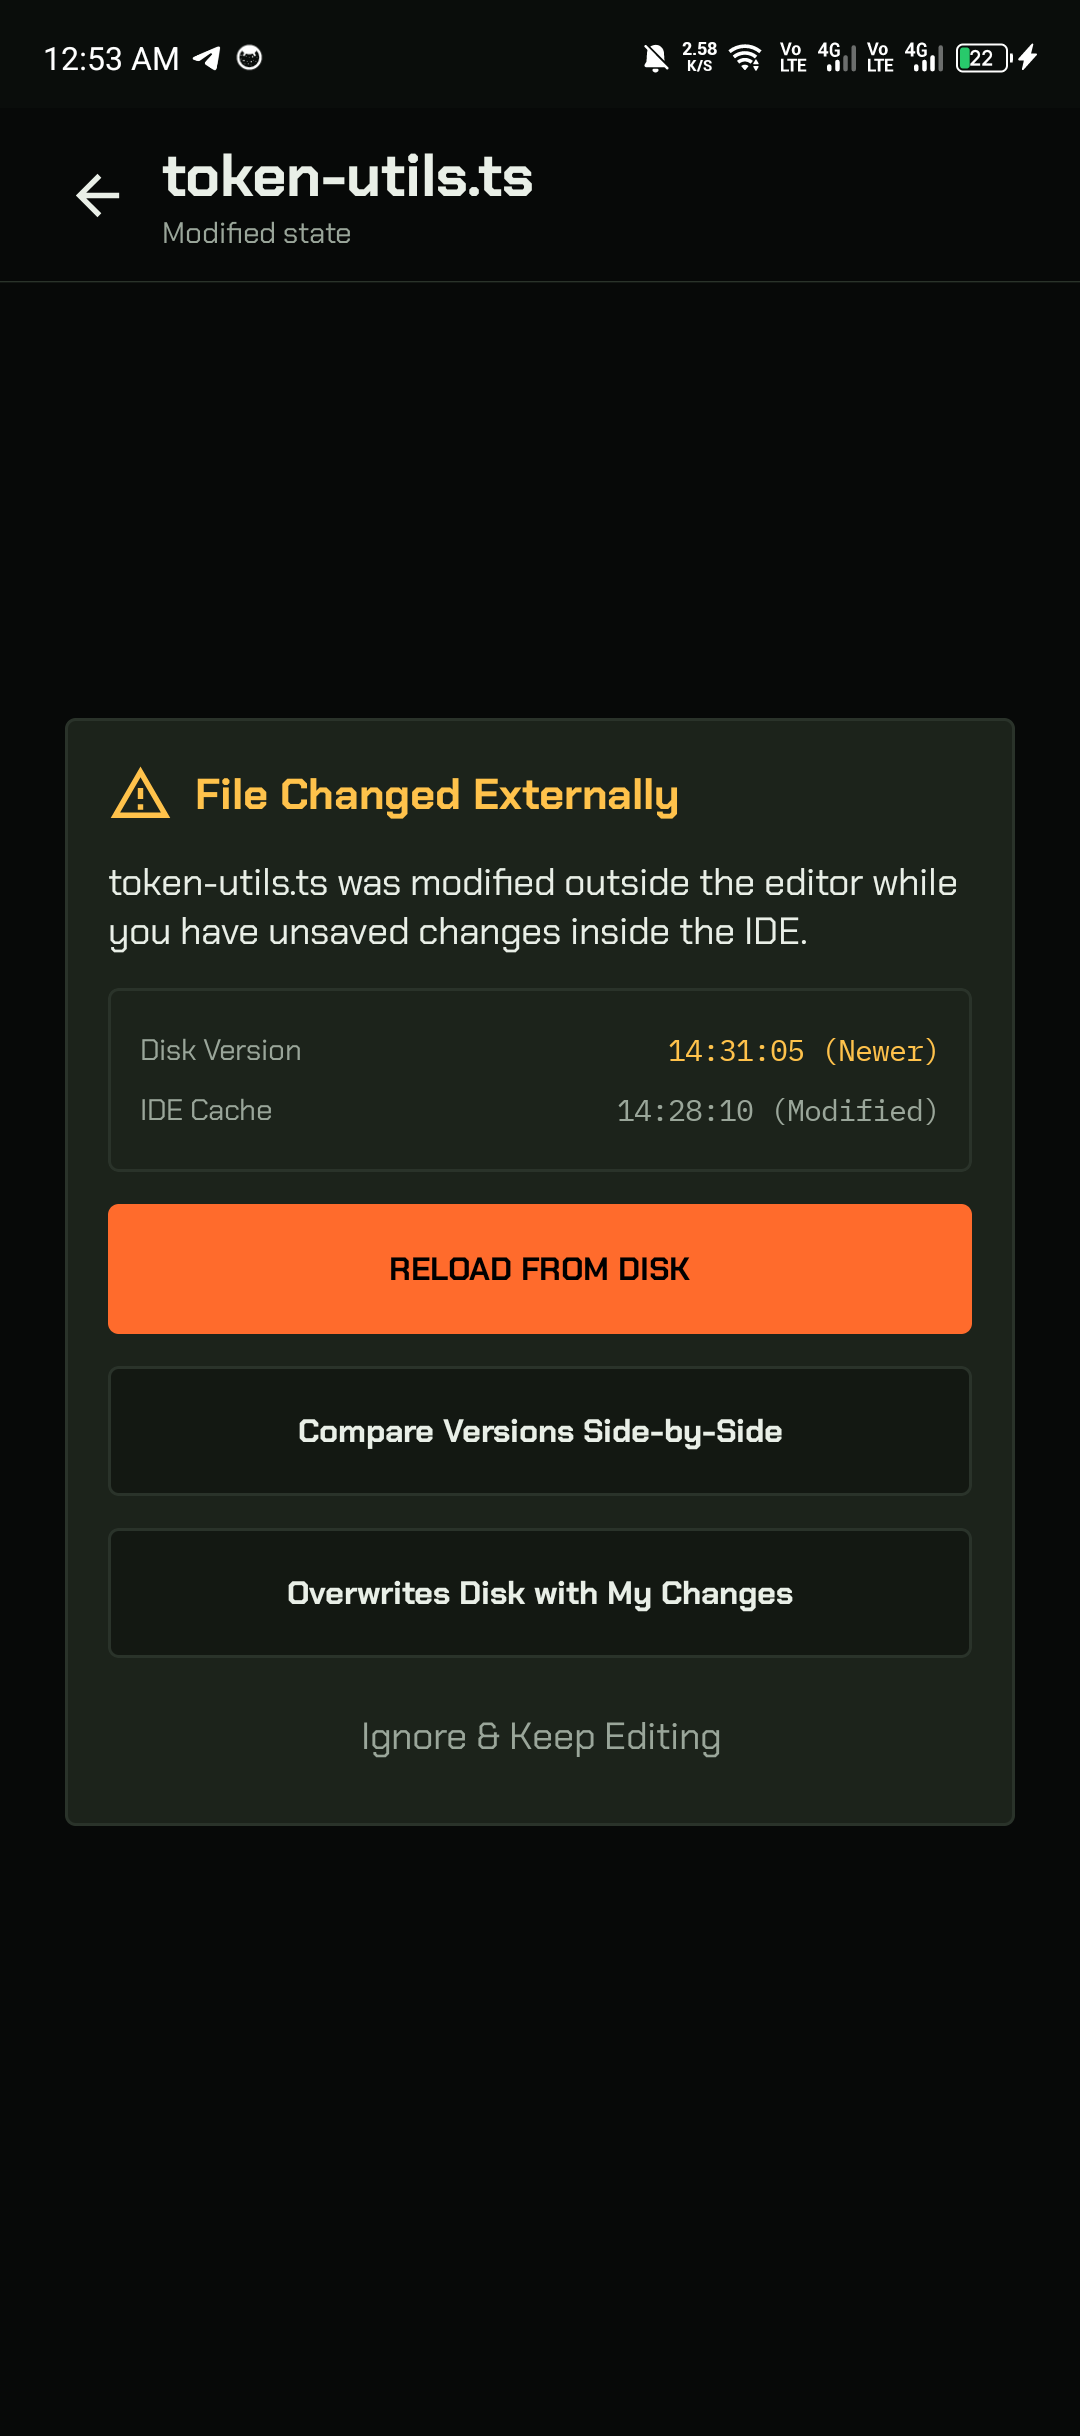 12:53 AM
2.58 K/S
Vo LTE 4G Vo LTE 4G 22
token-utils.ts
Modified state
File Changed Externally
token-utils.ts was modified outside the editor while
you have unsaved changes inside the IDE.
Disk Version 14:31:05 (Newer)
IDE Cache 14:28:10 (Modified)
RELOAD FROM DISK
Compare Versions Side-by-Side
Overwrites Disk with My Changes
Ignore & Keep Editing